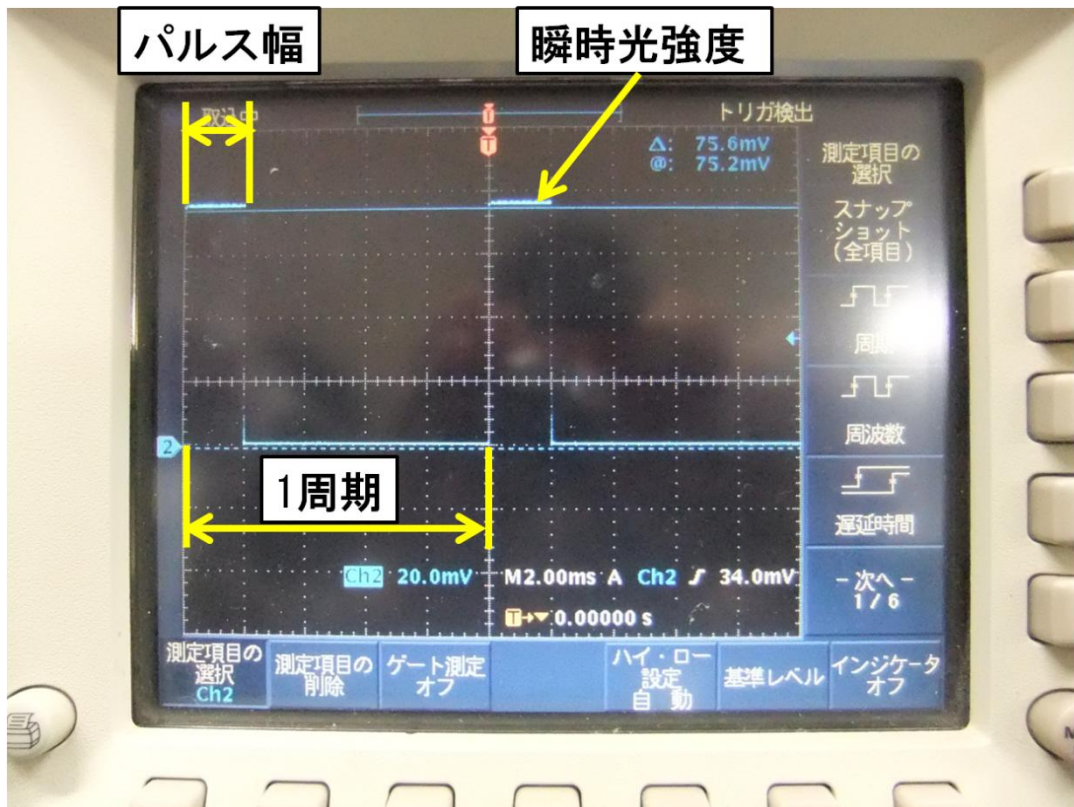 パルス幅
瞬時光強度
取込中
トリガ検出
Δ: 75.6mV
@: 75.2mV
測定項目の
選択
スナップ
ショット
(全項目)
周期
周波数
2
1周期
遅延時間
Ch2 20.0mV M2.00ms A Ch2 34.0mV
T→▼ 0.00000 s
- 次へ -
1 / 6
測定項目の
選択
Ch2
測定項目の
削除
ゲート測定
オフ
ハイ・ロー
設定
自 動
基準レベル
インジケータ
オフ
M